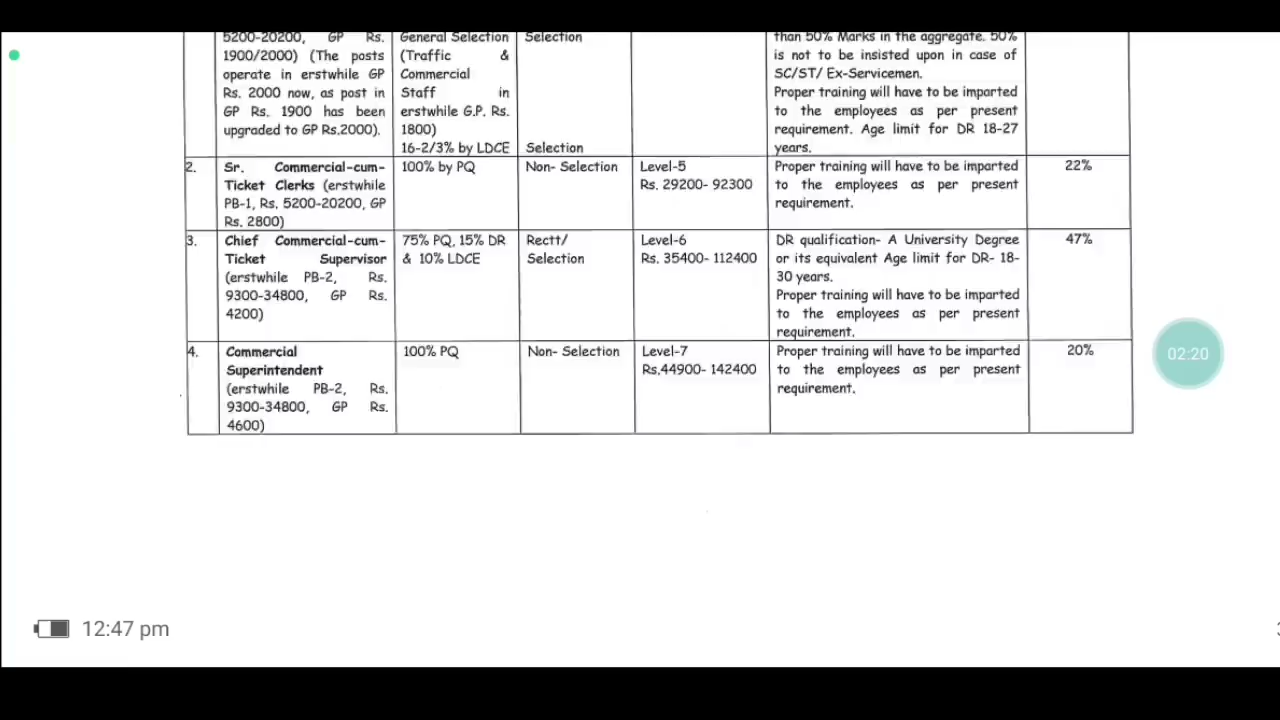 5200-20200, GP Rs.
1900/2000) (The posts
operate in erstwhile GP
Rs. 2000 now, as post in
GP Rs. 1900 has been
upgraded to GP Rs.2000).
General Selection
(Traffic &
Commercial
Staff in
erstwhile G.P. Rs.
1800)
16-2/3% by LDCE
Selection
Selection
than 50% Marks in the aggregate. 50%
is not to be insisted upon in case of
SC/ST/ Ex-Servicemen.
Proper training will have to be imparted
to the employees as per present
requirement. Age limit for DR 18-27
years.
2.
Sr. Commercial-cum-
Ticket Clerks (erstwhile
PB-1, Rs. 5200-20200, GP
Rs. 2800)
100% by PQ
Non- Selection
Level-5
Rs. 29200- 92300
Proper training will have to be imparted
to the employees as per present
requirement.
22%
3.
Chief Commercial-cum-
Ticket Supervisor
(erstwhile PB-2, Rs.
9300-34800, GP Rs.
4200)
75% PQ, 15% DR
& 10% LDCE
Rectt/
Selection
Level-6
Rs. 35400- 112400
DR qualification- A University Degree
or its equivalent Age limit for DR- 18-
30 years.
Proper training will have to be imparted
to the employees as per present
requirement.
47%
4.
Commercial
Superintendent
(erstwhile PB-2, Rs.
9300-34800, GP Rs.
4600)
100% PQ
Non- Selection
Level-7
Rs.44900- 142400
Proper training will have to be imparted
to the employees as per present
requirement.
20%
02:20
12:47 pm